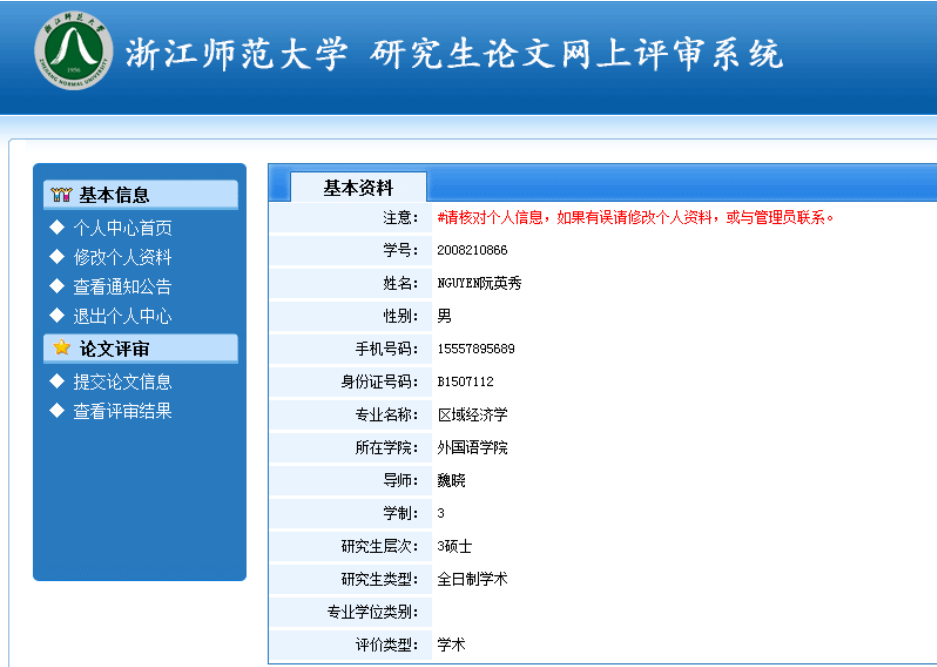 浙江师范大学 研究生论文网上评审系统
基本信息
个人中心首页
修改个人资料
查看通知公告
退出个人中心
论文评审
提交论文信息
查看评审结果
基本资料
注意: #请核对个人信息，如果有误请修改个人资料，或与管理员联系。
学号: 2008210866
姓名: NGUYEN阮英秀
性别: 男
手机号码: 15557895689
身份证号码: B1507112
专业名称: 区域经济学
所在学院: 外国语学院
导师: 魏晓
学制: 3
研究生层次: 3硕士
研究生类型: 全日制学术
专业学位类别:
评价类型: 学术